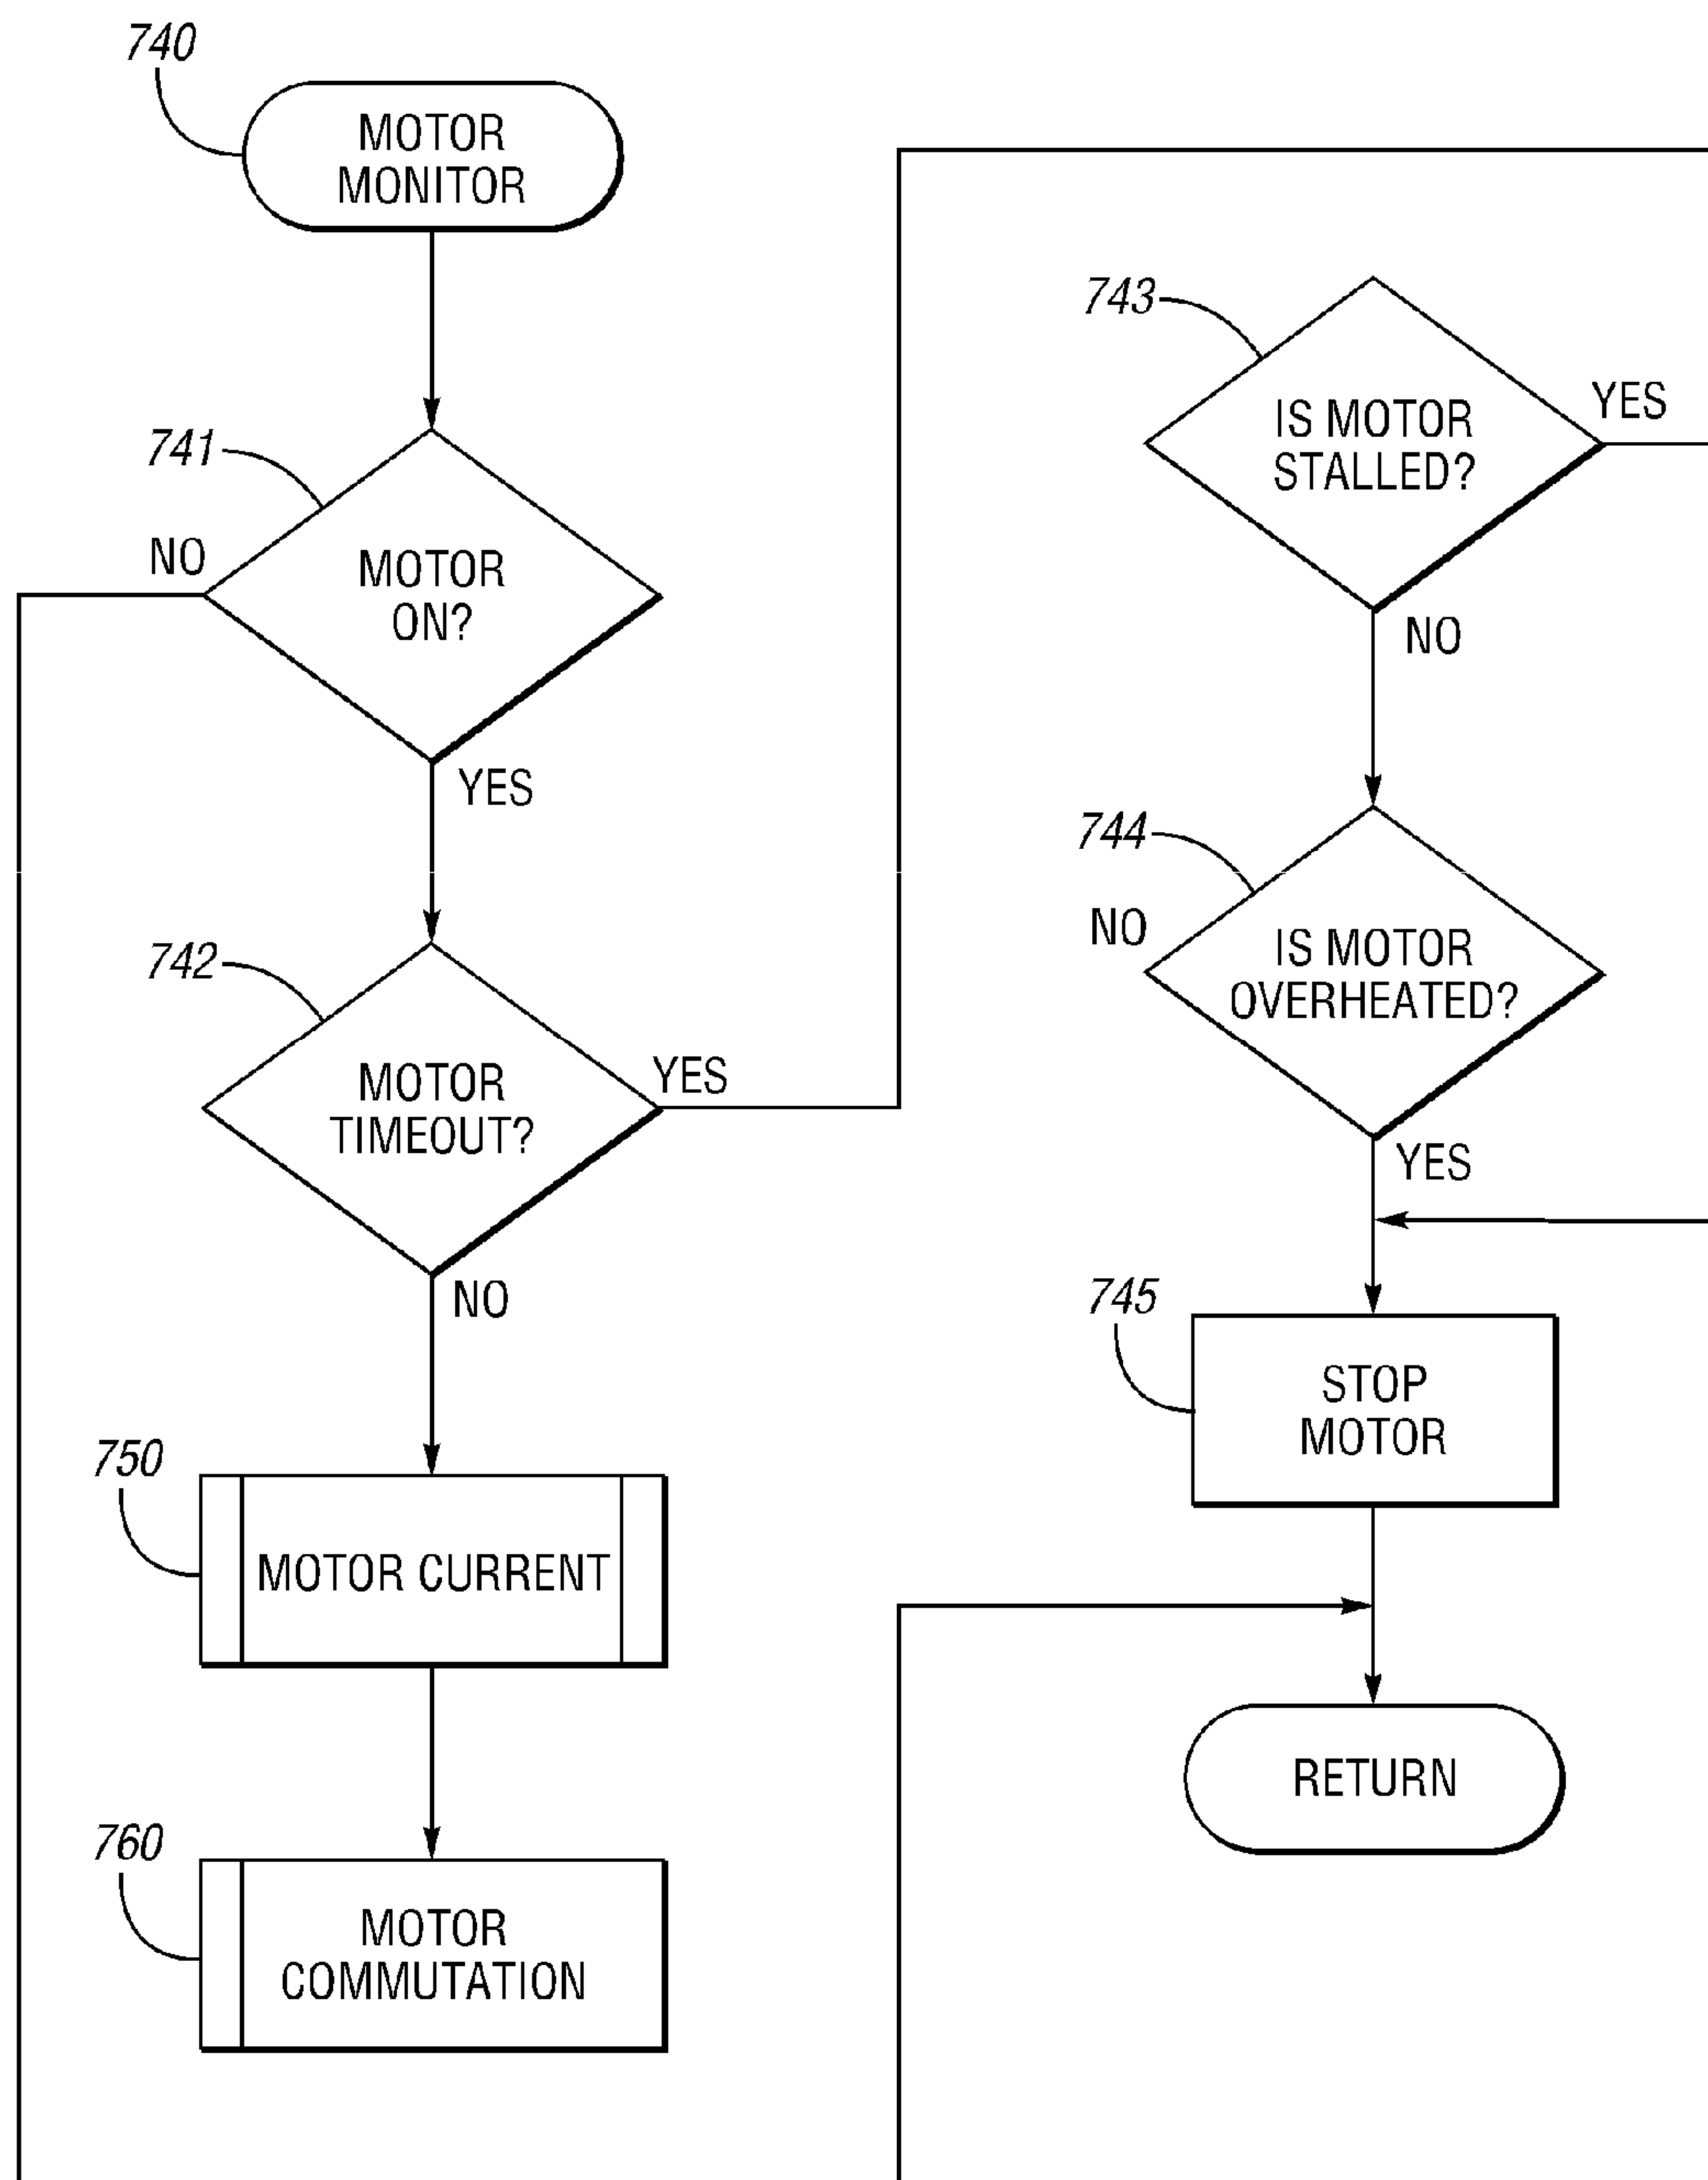 740
MOTOR
MONITOR
741
NO
MOTOR
ON?
YES
742
MOTOR
TIMEOUT?
YES
NO
750
MOTOR CURRENT
760
MOTOR
COMMUTATION
743
IS MOTOR
STALLED?
YES
NO
744
NO
IS MOTOR
OVERHEATED?
YES
745
STOP
MOTOR
RETURN